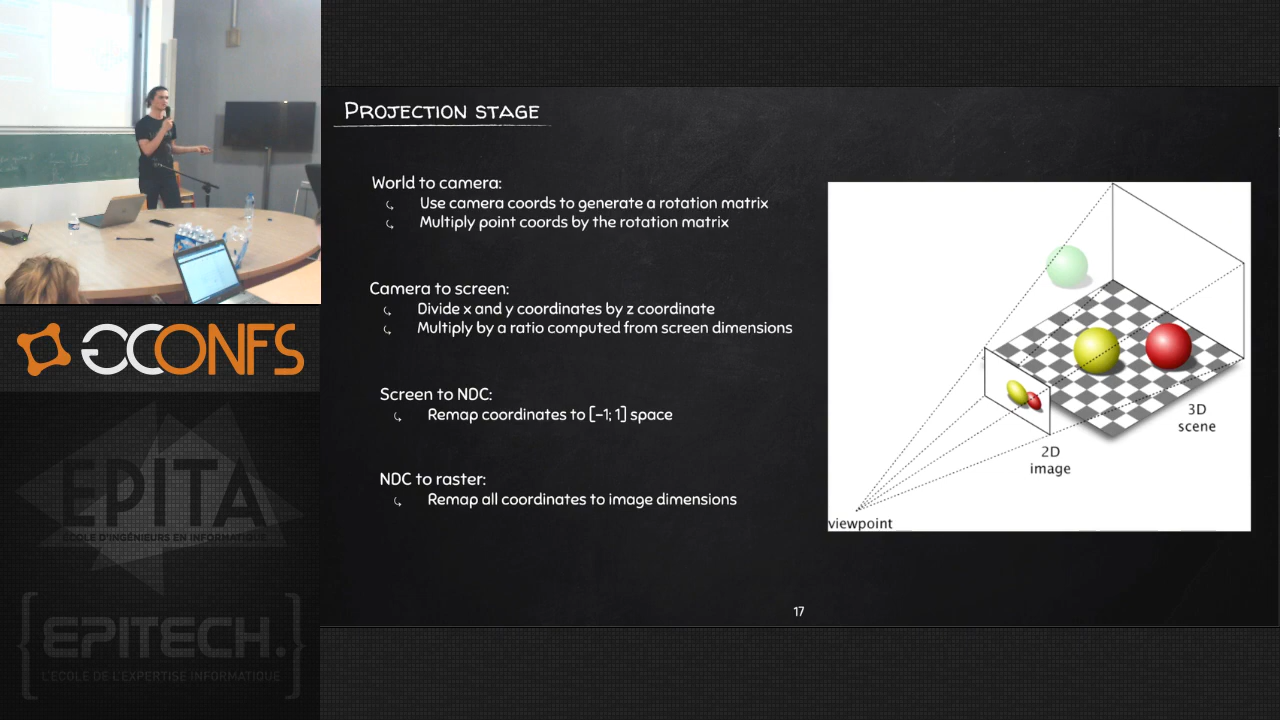 PROJECTION STAGE
World to camera:
Use camera coords to generate a rotation matrix
Multiply point coords by the rotation matrix
Camera to screen:
Divide x and y coordinates by z coordinate
Multiply by a ratio computed from screen dimensions
Screen to NDC:
Remap coordinates to [-1; 1] space
NDC to raster:
Remap all coordinates to image dimensions
3D
scene
2D
image
viewpoint
17
GCONFS
EPITA
ÉCOLE D'INGÉNIEURS EN INFORMATIQUE
{EPITECH.}
L'ÉCOLE DE L'EXPERTISE INFORMATIQUE